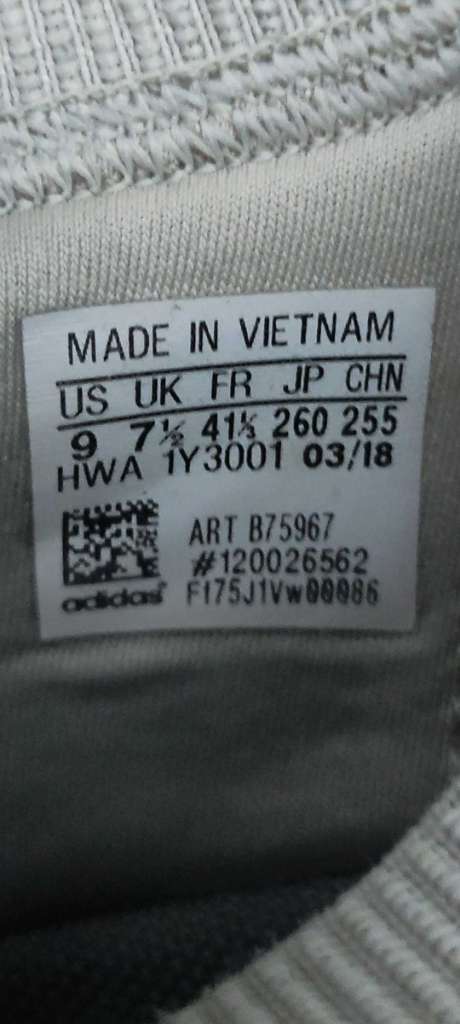 MADE IN VIETNAM
US UK FR JP CHN
9 7½ 41⅓ 260 255
HWA 1Y3001 03/18
ART B75967
#120026562
adidas F175J1Vw00086